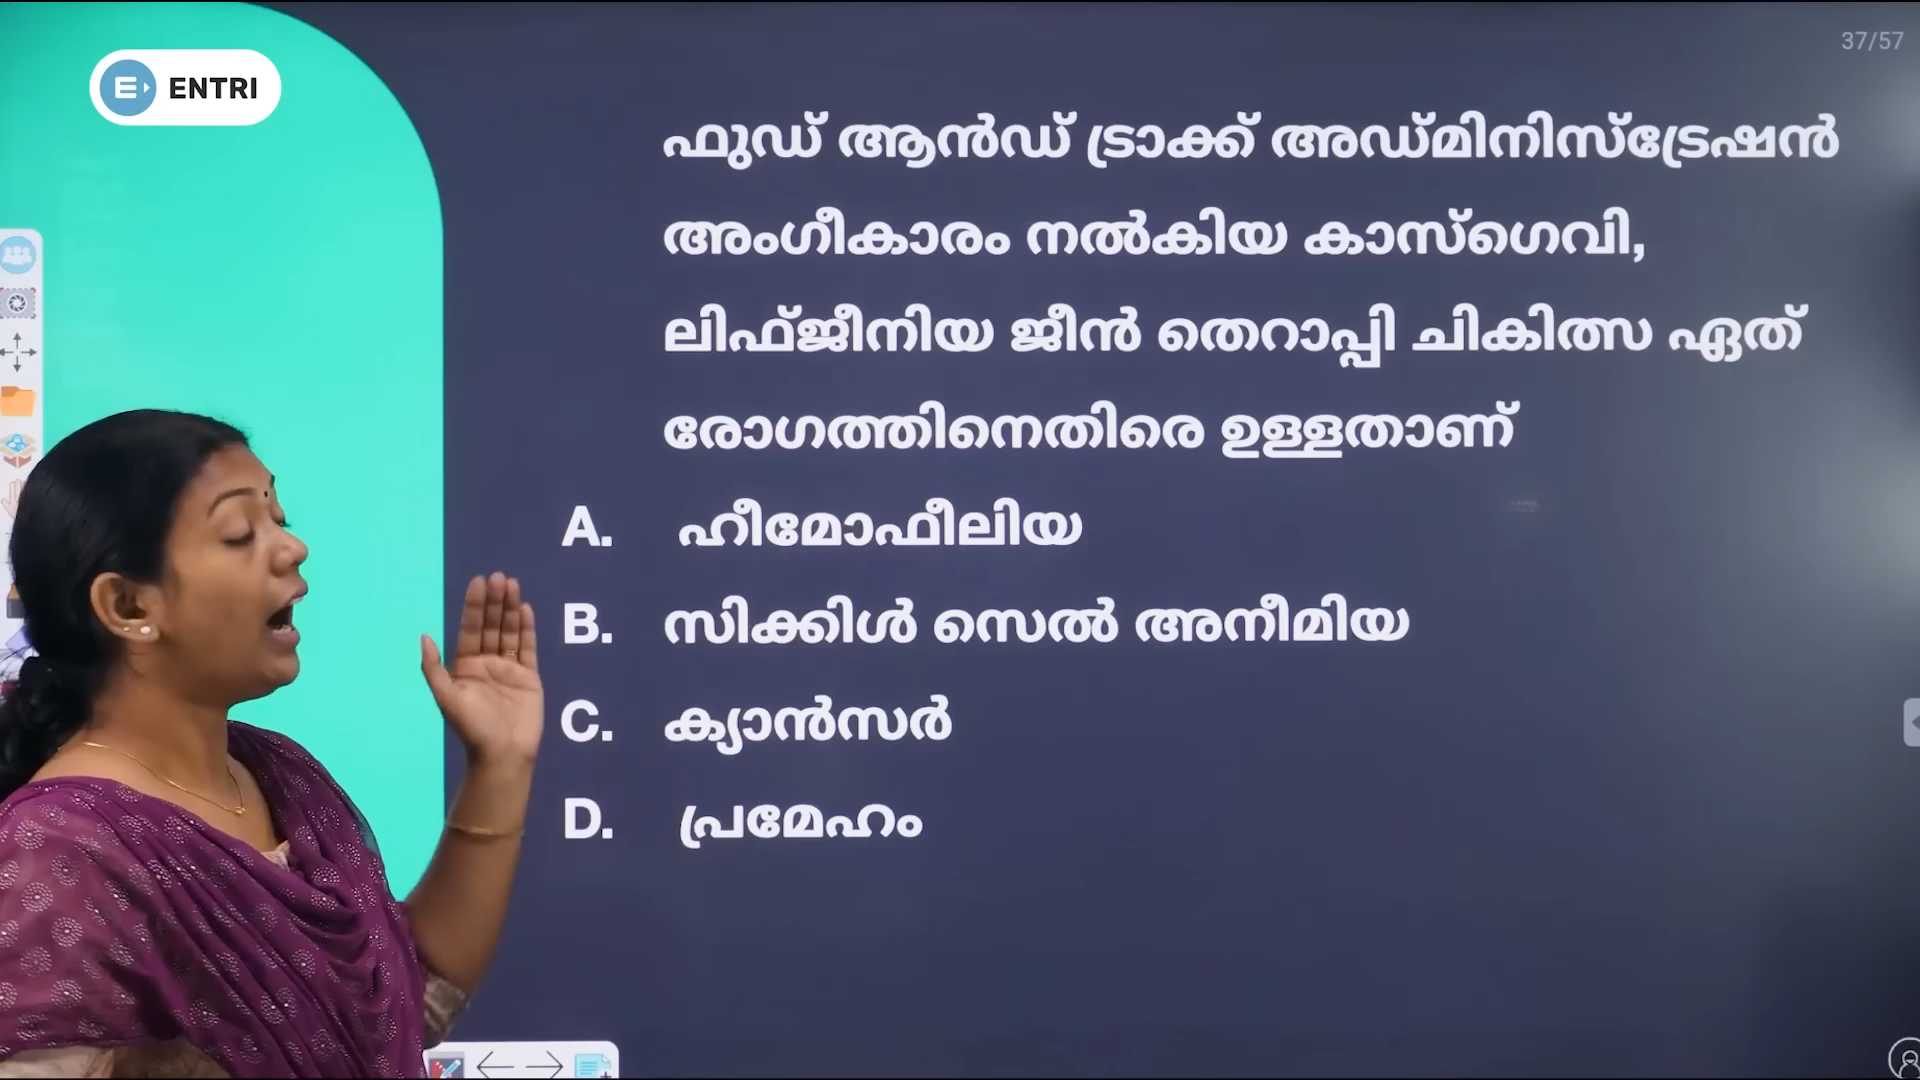 ENTRI
37/57
ഫുഡ് ആൻഡ് ട്രാക്ക് അഡ്മിനിസ്ട്രേഷൻ
അംഗീകാരം നൽകിയ കാസ്ഗെവി,
ലിഫ്ജീനിയ ജീൻ തെറാപ്പി ചികിത്സ ഏത്
രോഗത്തിനെതിരെ ഉള്ളതാണ്
A. ഹീമോഫീലിയ
B. സിക്കിൾ സെൽ അനീമിയ
C. ക്യാൻസർ
D. പ്രമേഹം